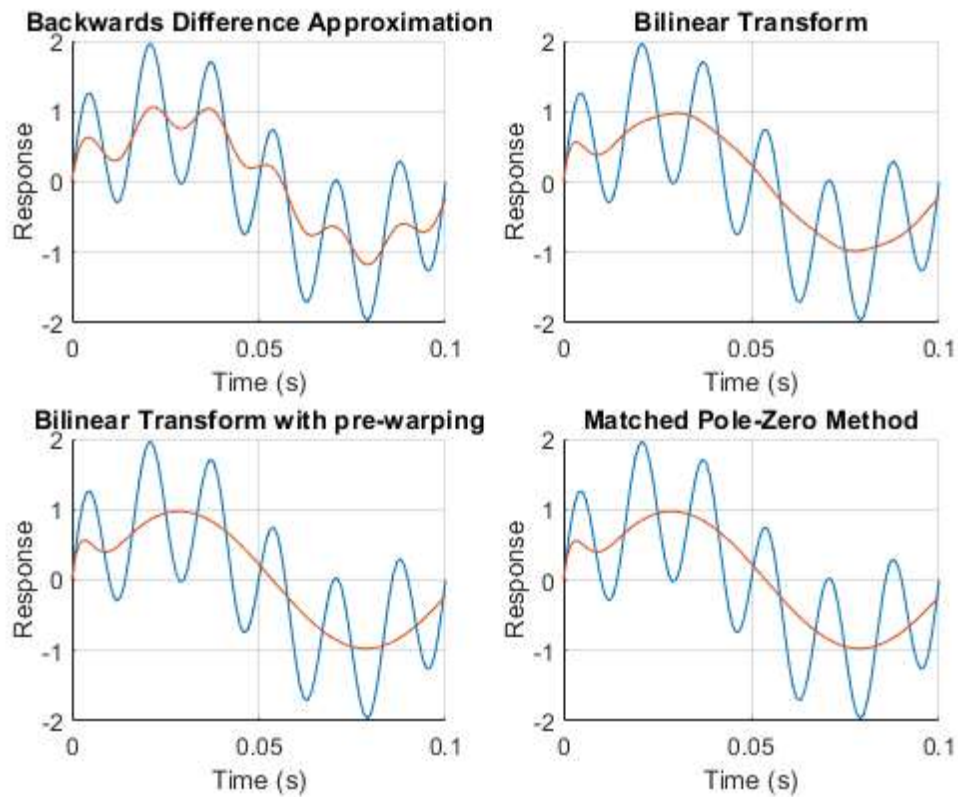 Backwards Difference Approximation
2
1
0
-1
-2
Response
0
0.05
0.1
Time (s)
Bilinear Transform
2
1
0
-1
-2
Response
0
0.05
0.1
Time (s)
Bilinear Transform with pre-warping
2
1
0
-1
-2
Response
0
0.05
0.1
Time (s)
Matched Pole-Zero Method
2
1
0
-1
-2
Response
0
0.05
0.1
Time (s)